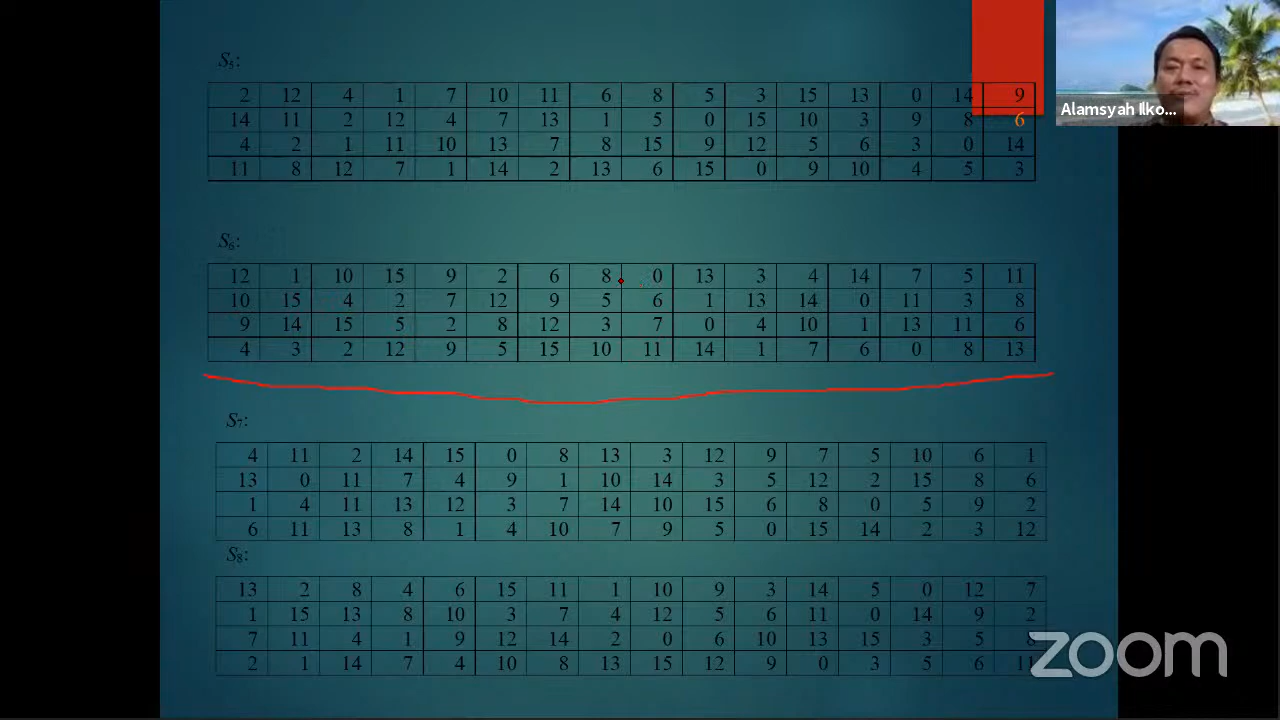 Alamsyah Ilko...
S5:
2 12 4 1 7 10 11 6 8 5 3 15 13 0 14 9
14 11 2 12 4 7 13 1 5 0 15 10 3 9 8 6
4 2 1 11 10 13 7 8 15 9 12 5 6 3 0 14
11 8 12 7 1 14 2 13 6 15 0 9 10 4 5 3
S6:
12 1 10 15 9 2 6 8 0 13 3 4 14 7 5 11
10 15 4 2 7 12 9 5 6 1 13 14 0 11 3 8
9 14 15 5 2 8 12 3 7 0 4 10 1 13 11 6
4 3 2 12 9 5 15 10 11 14 1 7 6 0 8 13
S7:
4 11 2 14 15 0 8 13 3 12 9 7 5 10 6 1
13 0 11 7 4 9 1 10 14 3 5 12 2 15 8 6
1 4 11 13 12 3 7 14 10 15 6 8 0 5 9 2
6 11 13 8 1 4 10 7 9 5 0 15 14 2 3 12
S8:
13 2 8 4 6 15 11 1 10 9 3 14 5 0 12 7
1 15 13 8 10 3 7 4 12 5 6 11 0 14 9 2
7 11 4 1 9 12 14 2 0 6 10 13 15 3 5 8
2 1 14 7 4 10 8 13 15 12 9 0 3 5 6 11
zoom